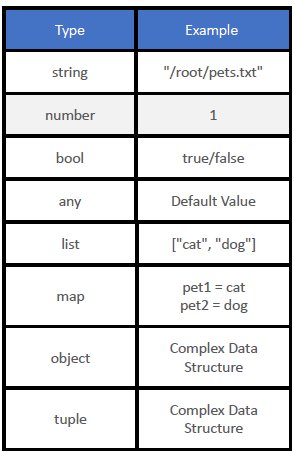 Type Example
string "/root/pets.txt"
number 1
bool true/false
any Default Value
list ["cat", "dog"]
map pet1 = cat
pet2 = dog
object Complex Data
Structure
tuple Complex Data
Structure